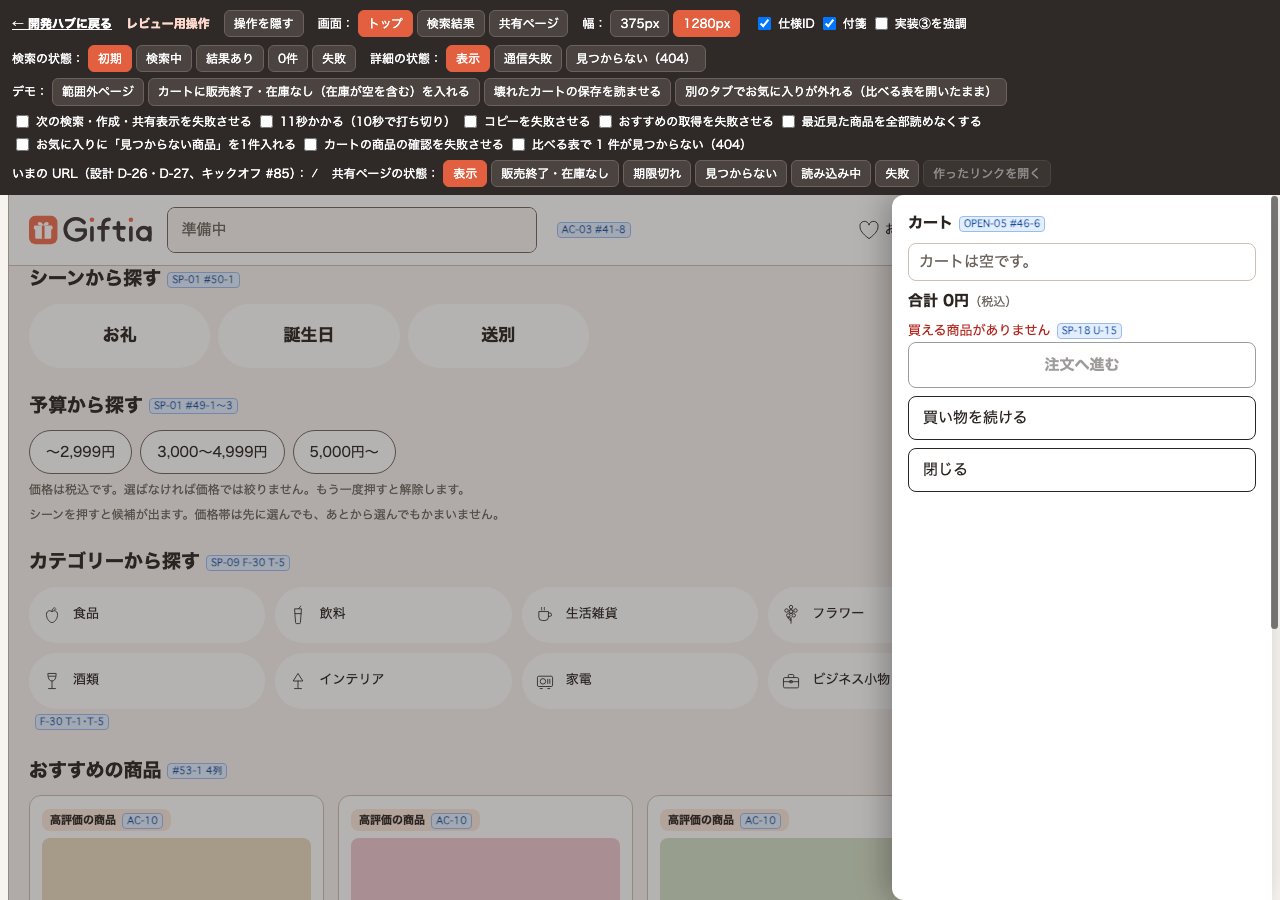 ← 開発ハブに戻る レビュー用操作 操作を隠す 画面： トップ 検索結果 共有ページ 幅： 375px 1280px 仕様ID 付箋 実装③を強調
検索の状態： 初期 検索中 結果あり 0件 失敗 詳細の状態： 表示 通信失敗 見つからない（404）
デモ： 範囲外ページ カートに販売終了・在庫なし（在庫が空を含む）を入れる 壊れたカートの保存を読ませる 別のタブでお気に入りが外れる（比べる表を開いたまま）
次の検索・作成・共有表示を失敗させる 11秒かかる（10秒で打ち切り） コピーを失敗させる おすすめの取得を失敗させる 最近見た商品を全部読めなくする
お気に入りに「見つからない商品」を1件入れる カートの商品の確認を失敗させる 比べる表で 1 件が見つからない（404）
いまの URL（設計 D-26・D-27、キックオフ #85）： / 共有ページの状態： 表示 販売終了・在庫なし 期限切れ 見つからない 読み込み中 失敗 作ったリンクを開く
Giftia 準備中 AC-03 #41-8
シーンから探す SP-01 #50-1
お礼 誕生日 送別
予算から探す SP-01 #49-1〜3
〜2,999円 3,000〜4,999円 5,000円〜
価格は税込です。選ばなければ価格では絞りません。もう一度押すと解除します。
シーンを押すと候補が出ます。価格帯は先に選んでも、あとから選んでもかまいません。
カテゴリーから探す SP-09 F-30 T-5
食品 飲料 生活雑貨 フラワー
酒類 インテリア 家電 ビジネス小物
F-30 T-1・T-5
おすすめの商品 #53-1 4列
高評価の商品 AC-10 高評価の商品 AC-10 高評価の商品 AC-10
カート OPEN-05 #46-6
カートは空です。
合計 0円（税込）
買える商品がありません SP-18 U-15
注文へ進む
買い物を続ける
閉じる